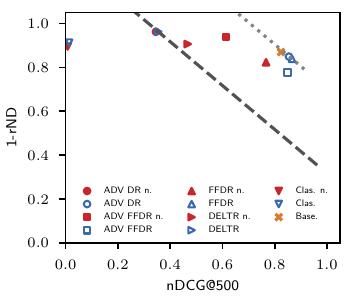 1-rND
1.0
0.8
0.6
0.4
0.2
0.0
ADV DR n.
ADV DR
ADV FFDR n.
ADV FFDR
FFDR n.
FFDR
DELTR n.
DELTR
Clas. n.
Clas.
Base.
0.0 0.2 0.4 0.6 0.8 1.0
nDCG@500